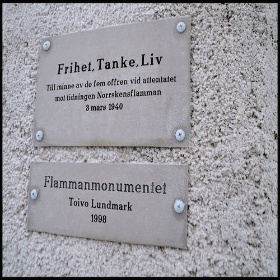 Frihet, Tanke, Liv
Till minne av de fem offren vid attentatet
mot tidningen Norrskensflamman
3 mars 1940
Flammanmonumentet
Toivo Lundmark
1998